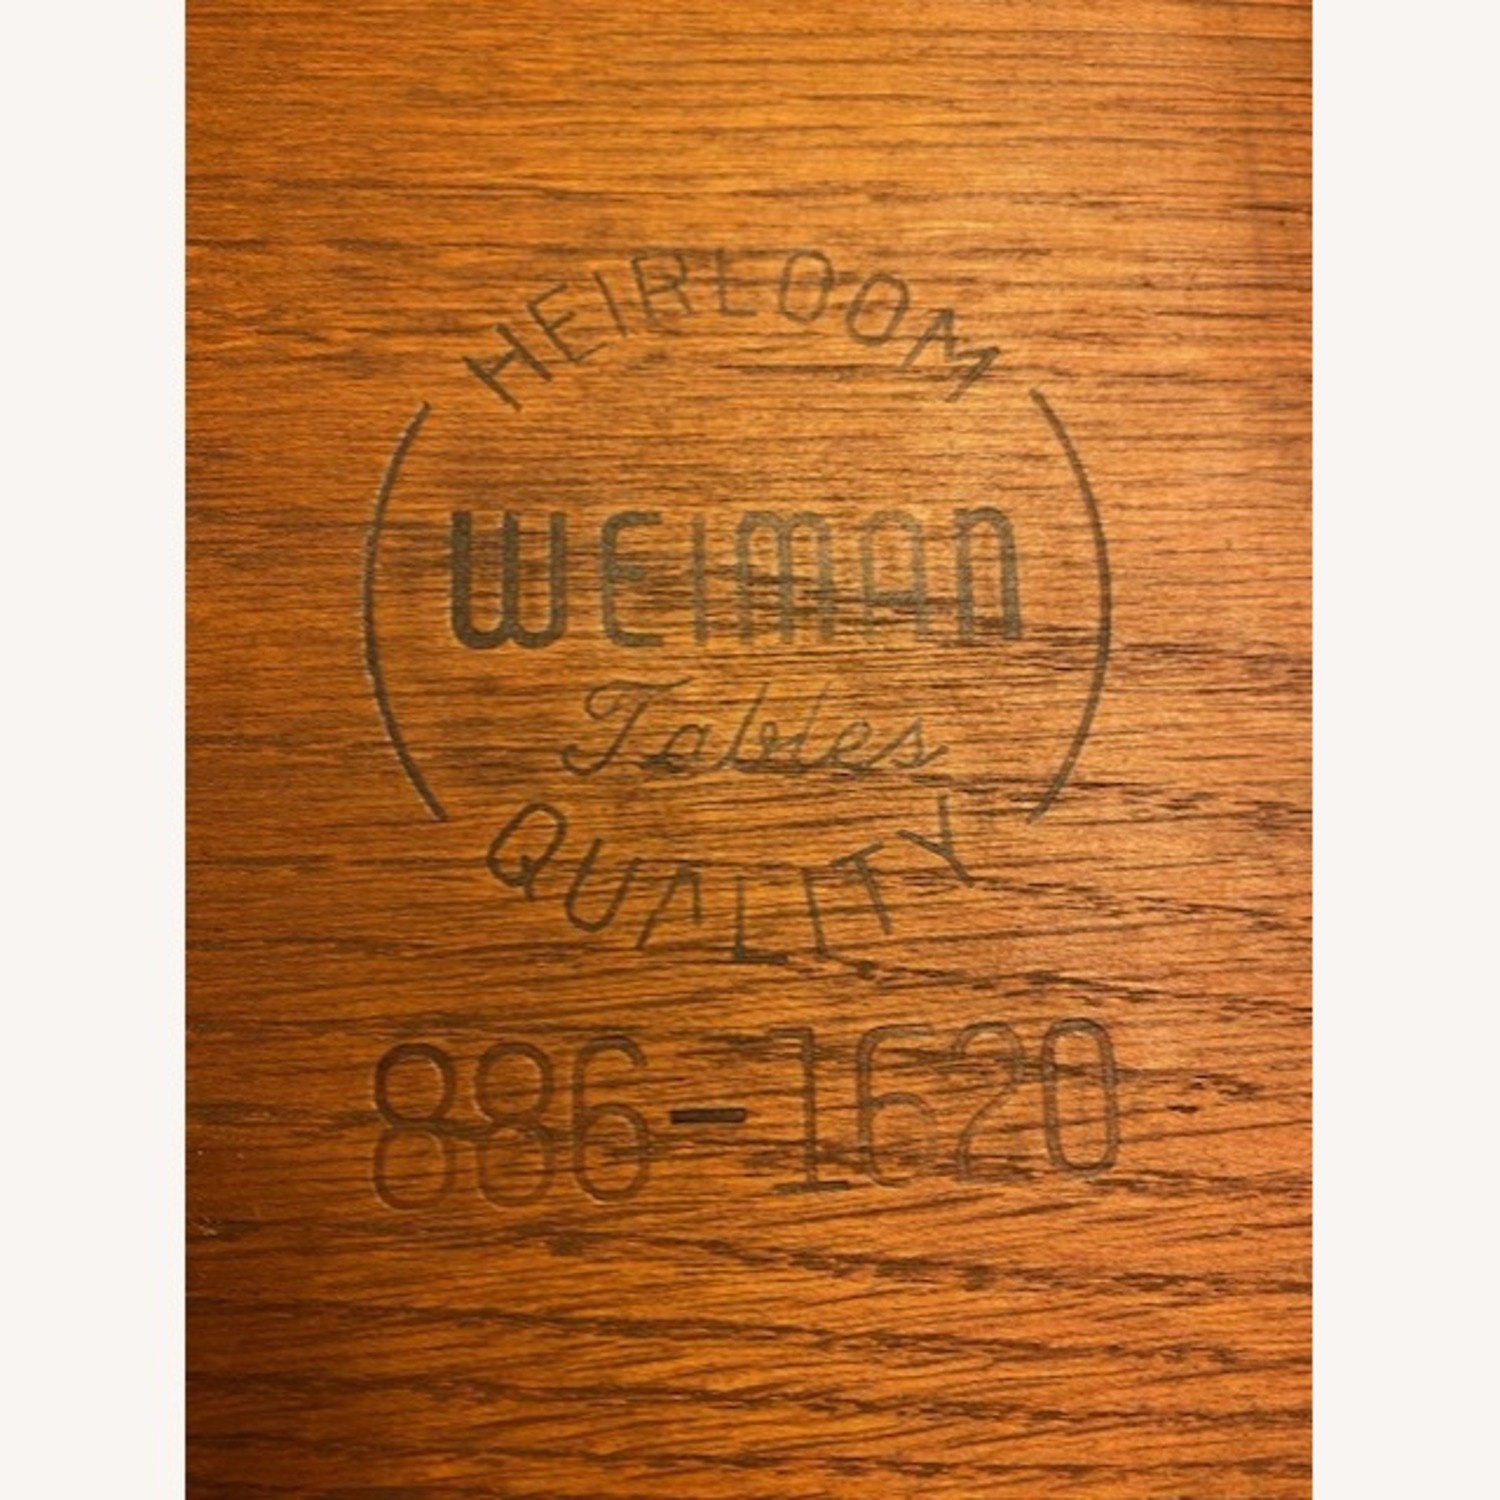 HEIRLOOM
WEIMAN
Tables
QUALITY
886-1620